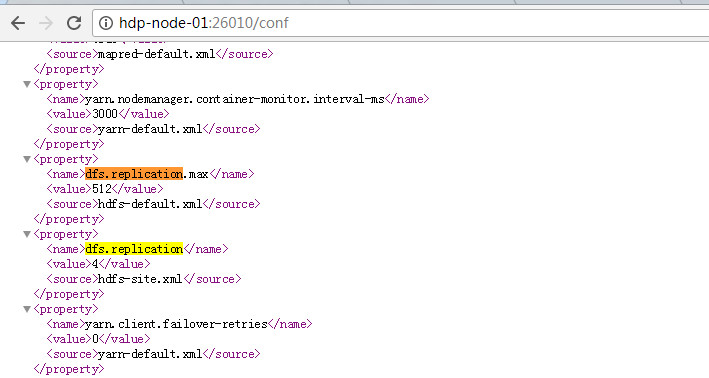 hdp-node-01:26010/conf
<source>mapred-default.xml</source>
</property>
<property>
<name>yarn.nodemanager.container-monitor.interval-ms</name>
<value>3000</value>
<source>yarn-default.xml</source>
</property>
<property>
<name>dfs.replication.max</name>
<value>512</value>
<source>hdfs-default.xml</source>
</property>
<property>
<name>dfs.replication</name>
<value>4</value>
<source>hdfs-site.xml</source>
</property>
<property>
<name>yarn.client.failover-retries</name>
<value>0</value>
<source>yarn-default.xml</source>
</property>